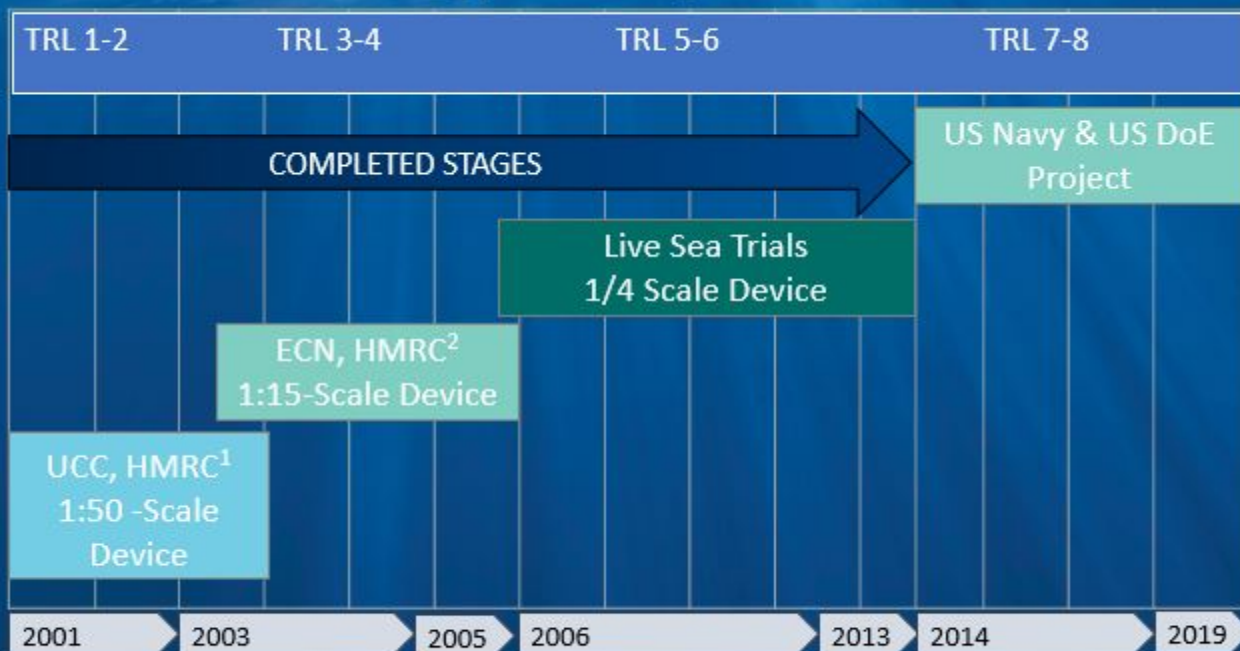 TRL 1-2 TRL 3-4 TRL 5-6 TRL 7-8
COMPLETED STAGES
US Navy & US DoE
Project
Live Sea Trials
1/4 Scale Device
ECN, HMRC²
1:15-Scale Device
UCC, HMRC¹
1:50 -Scale
Device
2001 2003 2005 2006 2013 2014 2019